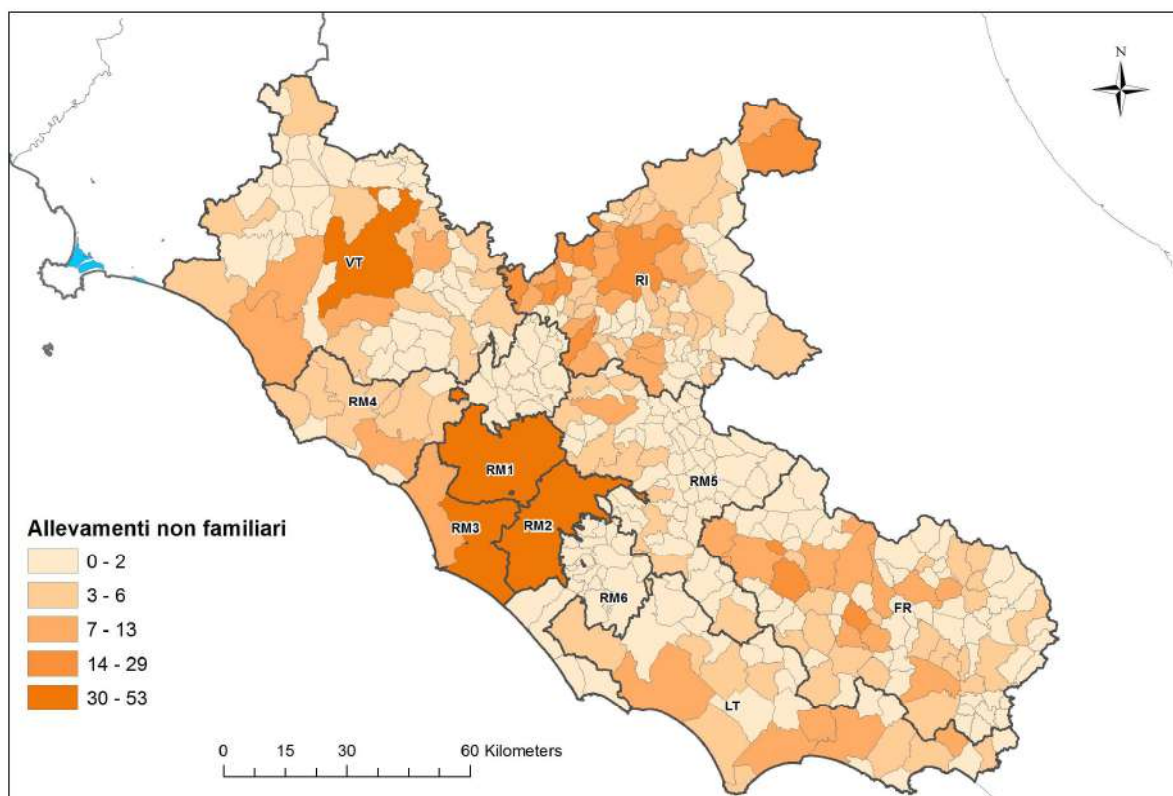 N
VT
RI
RM4
RM1
RM5
RM3
RM2
RM6
FR
LT
Allevamenti non familiari
0 - 2
3 - 6
7 - 13
14 - 29
30 - 53
0 15 30 60 Kilometers